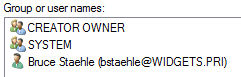 Group or user names:
CREATOR OWNER
SYSTEM
Bruce Staehle (bstaehle@WIDGETS.PRI)